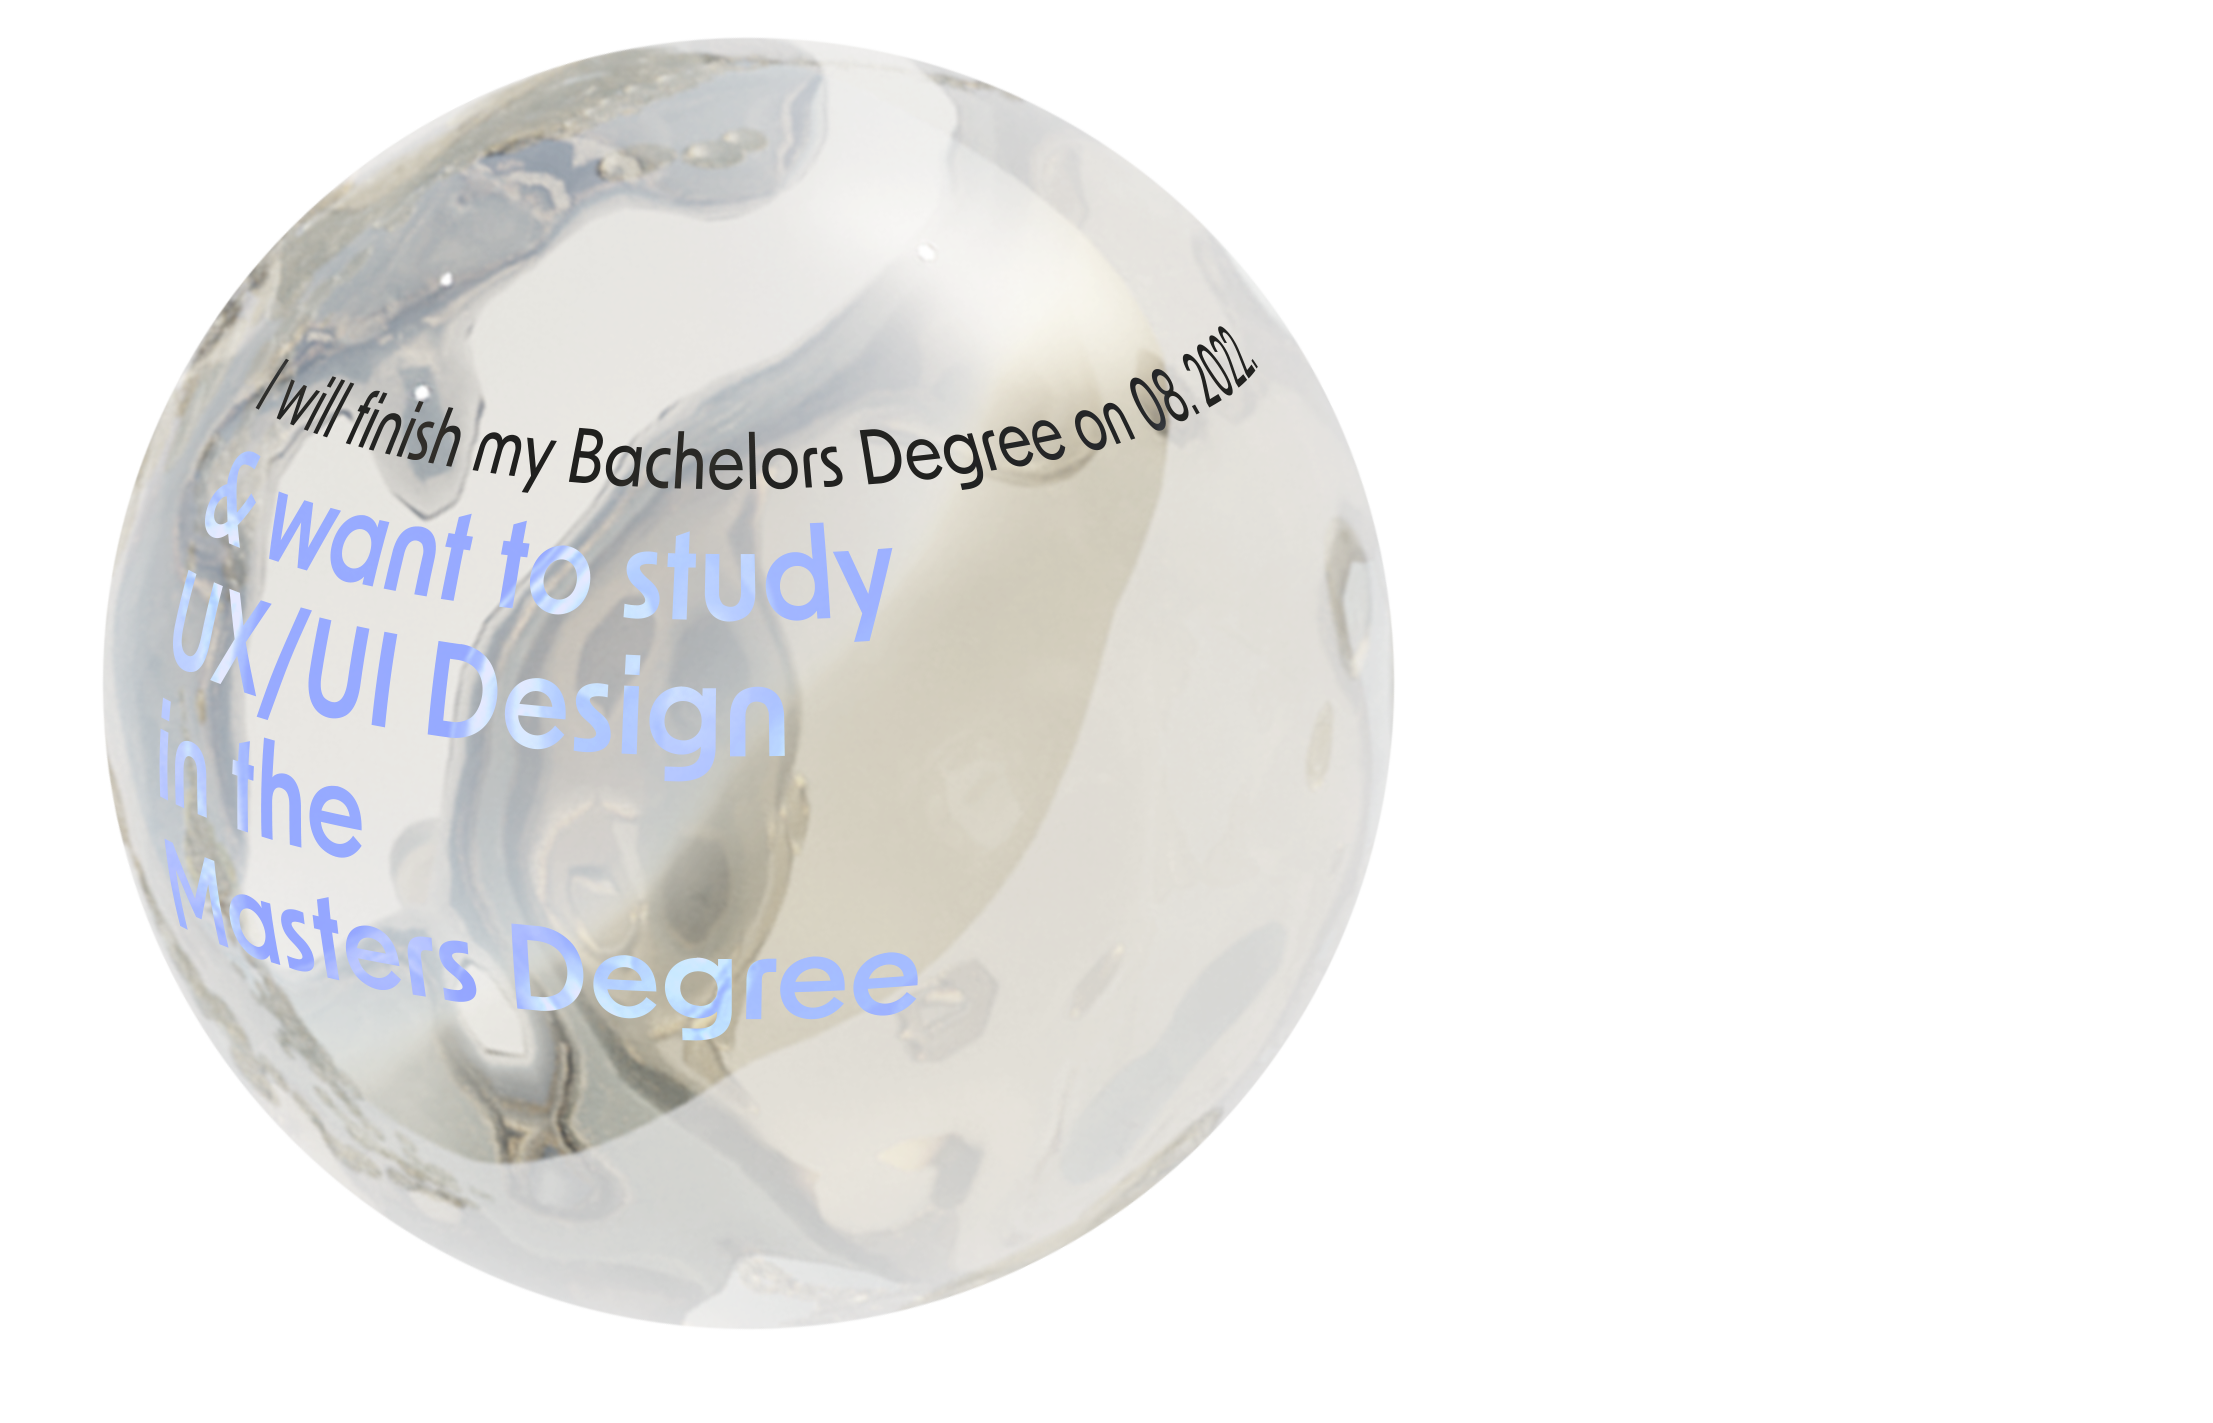 I will finish my Bachelors Degree on 08. 2022.
& want to study
UX/UI Design
in the
Masters Degree